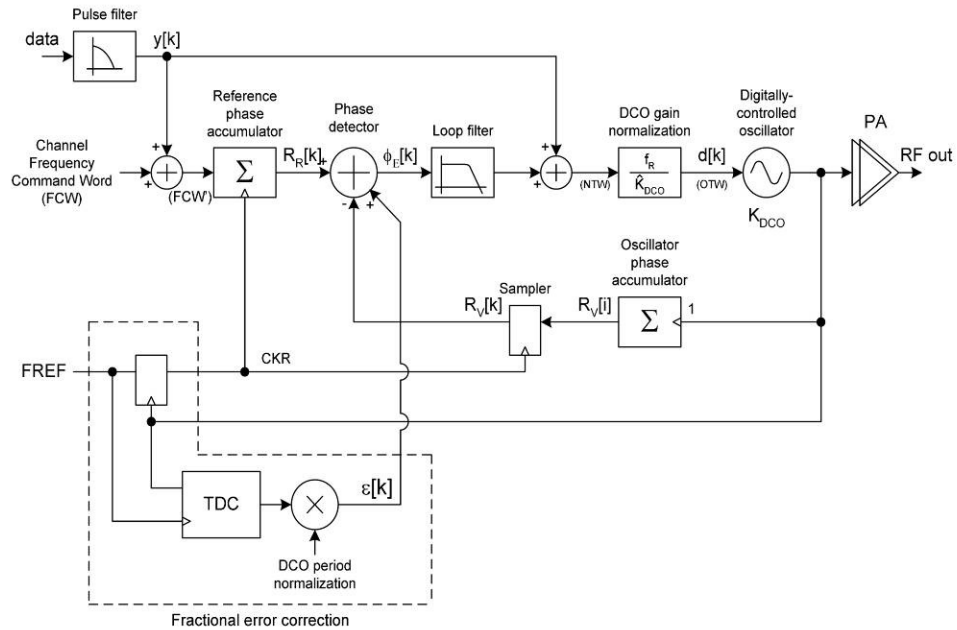 Pulse filter
data
y[k]
+
+
Channel
Frequency
Command Word
(FCW)
(FCW')
Reference
phase
accumulator
Σ
R_R[k]
Phase
detector
+
+
-
+
ϕ_E[k]
Loop filter
+
+
(NTW)
DCO gain
normalization
f_R
K̂_DCO
d[k]
(OTW)
Digitally-
controlled
oscillator
K_DCO
PA
RF out
Oscillator
phase
accumulator
Σ
1
R_V[i]
Sampler
R_V[k]
FREF
CKR
TDC
×
ε[k]
DCO period
normalization
Fractional error correction